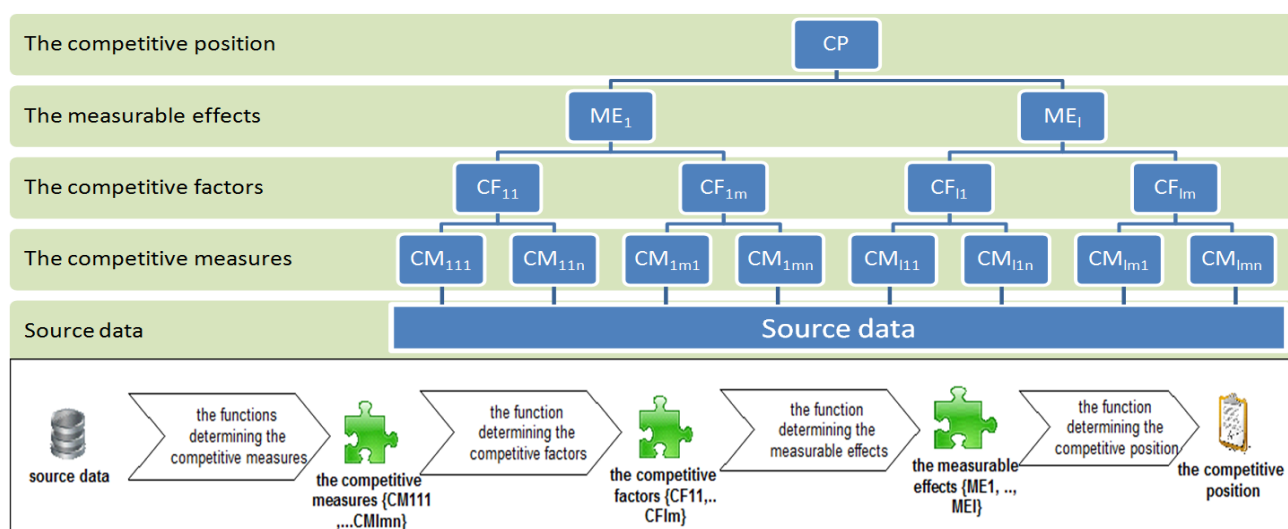 The competitive position
CP
The measurable effects
ME₁
MEₗ
The competitive factors
CF₁₁
CF₁ₘ
CFₗ₁
CFₗₘ
The competitive measures
CM₁₁₁
CM₁₁ₙ
CM₁ₘ₁
CM₁ₘₙ
CMₗ₁₁
CMₗ₁ₙ
CMₗₘ₁
CMₗₘₙ
Source data
Source data
source data
the functions
determining the
competitive measures
the competitive
measures {CM111
,...CMlmn}
the function
determining the
competitive factors
the competitive
factors {CF11,..
CFlm}
the function
determining the
measurable effects
the measurable
effects {ME1, ..,
MEl}
the function
determining the
competitive position
the competitive
position